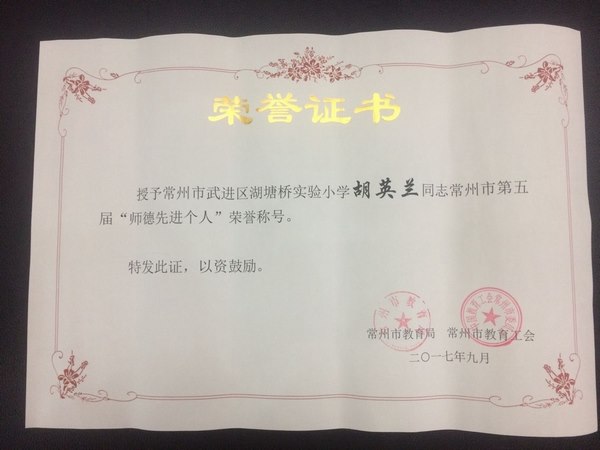 荣誉证书
授予常州市武进区湖塘桥实验小学胡英兰同志常州市第五
届“师德先进个人”荣誉称号。
特发此证，以资鼓励。
常州市教育局 常州市教育工会
二〇一七年九月